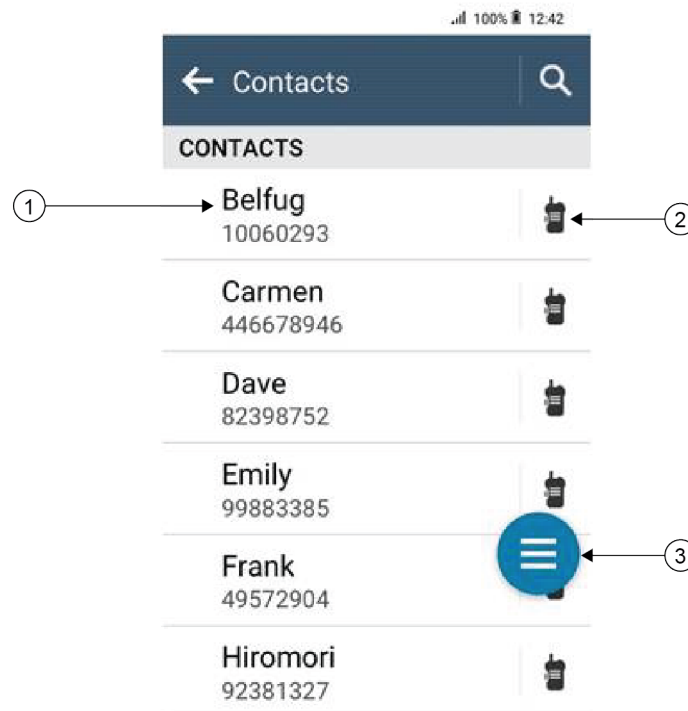 100% 12:42
Contacts
CONTACTS
1
Belfug
10060293
2
Carmen
446678946
Dave
82398752
Emily
99883385
3
Frank
49572904
Hiromori
92381327